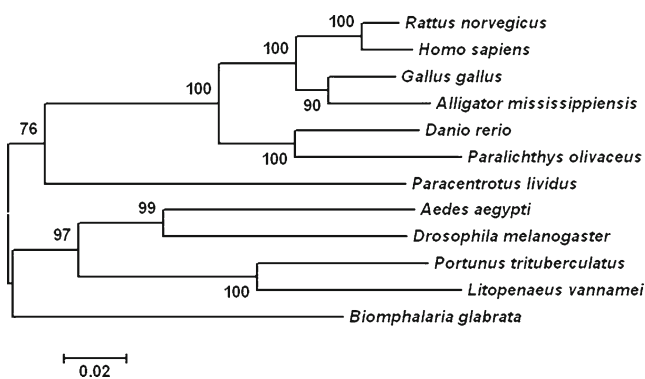 100
Rattus norvegicus
100
Homo sapiens
100
Gallus gallus
90
Alligator mississippiensis
Danio rerio
76
100
Paralichthys olivaceus
Paracentrotus lividus
99
Aedes aegypti
97
Drosophila melanogaster
Portunus trituberculatus
100
Litopenaeus vannamei
Biomphalaria glabrata
0.02